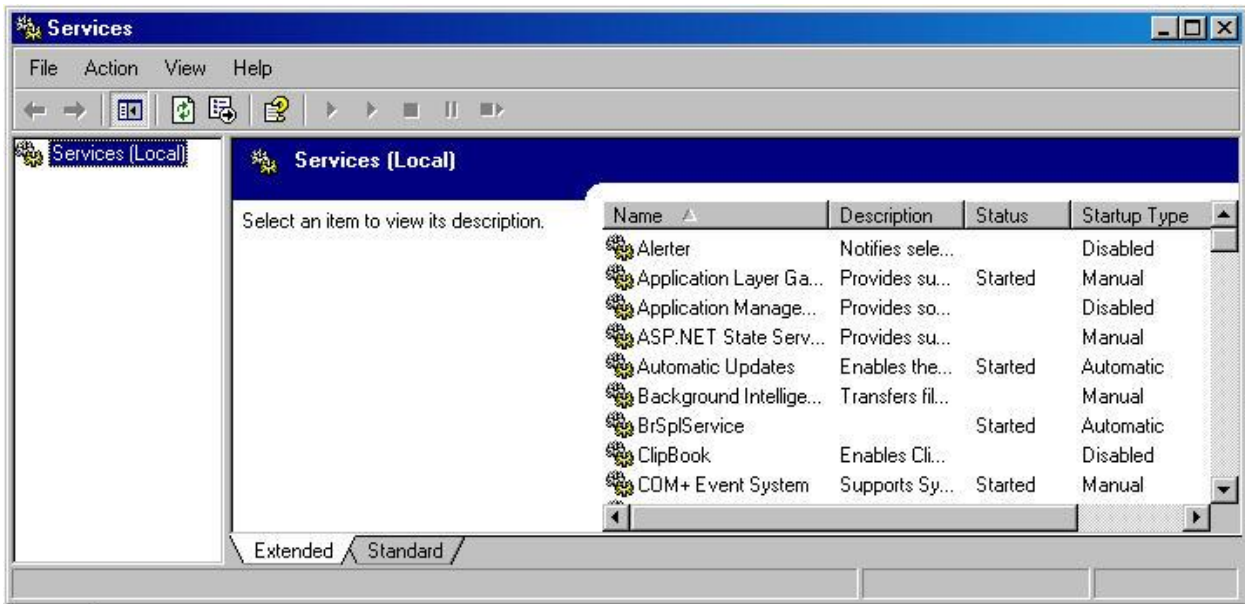 Services
File Action View Help
Services (Local)
Services (Local)
Select an item to view its description.
Name Description Status Startup Type
Alerter Notifies sele... Disabled
Application Layer Ga... Provides su... Started Manual
Application Manage... Provides so... Disabled
ASP.NET State Serv... Provides su... Manual
Automatic Updates Enables the... Started Automatic
Background Intellige... Transfers fil... Manual
BrSplService Started Automatic
ClipBook Enables Cli... Disabled
COM+ Event System Supports Sy... Started Manual
Extended Standard